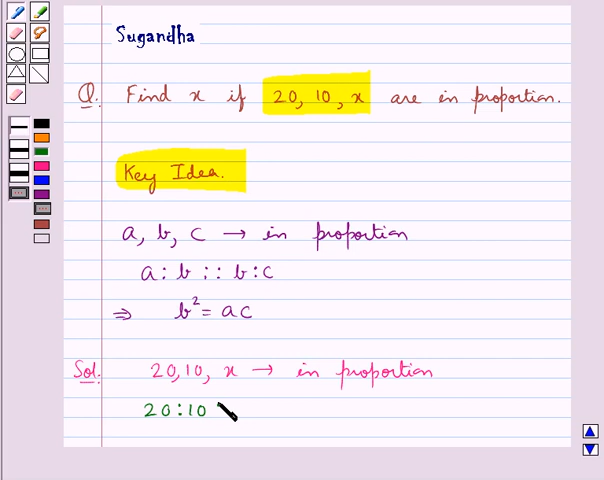 Sugandha
Q. Find x if 20, 10, x are in proportion.
Key Idea.
a, b, c → in proportion
a : b :: b : c
⇒ b² = ac
Sol. 20, 10, x → in proportion
20 : 10